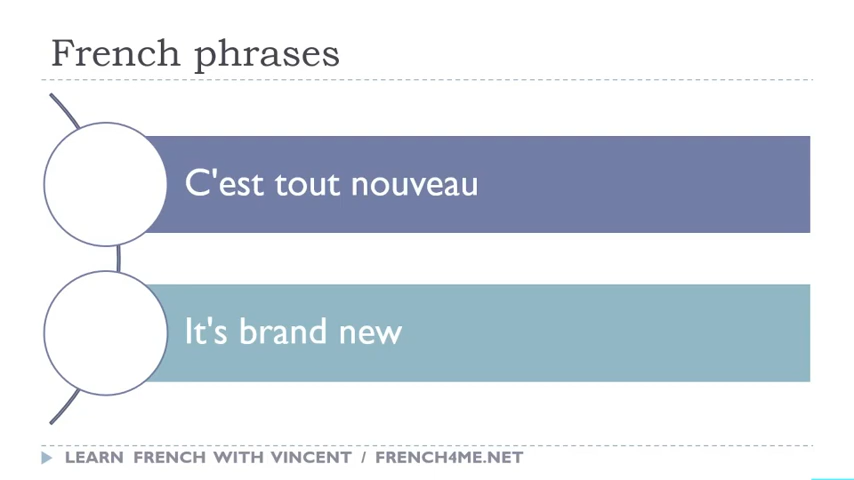 French phrases
C'est tout nouveau
It's brand new
LEARN FRENCH WITH VINCENT / FRENCH4ME.NET